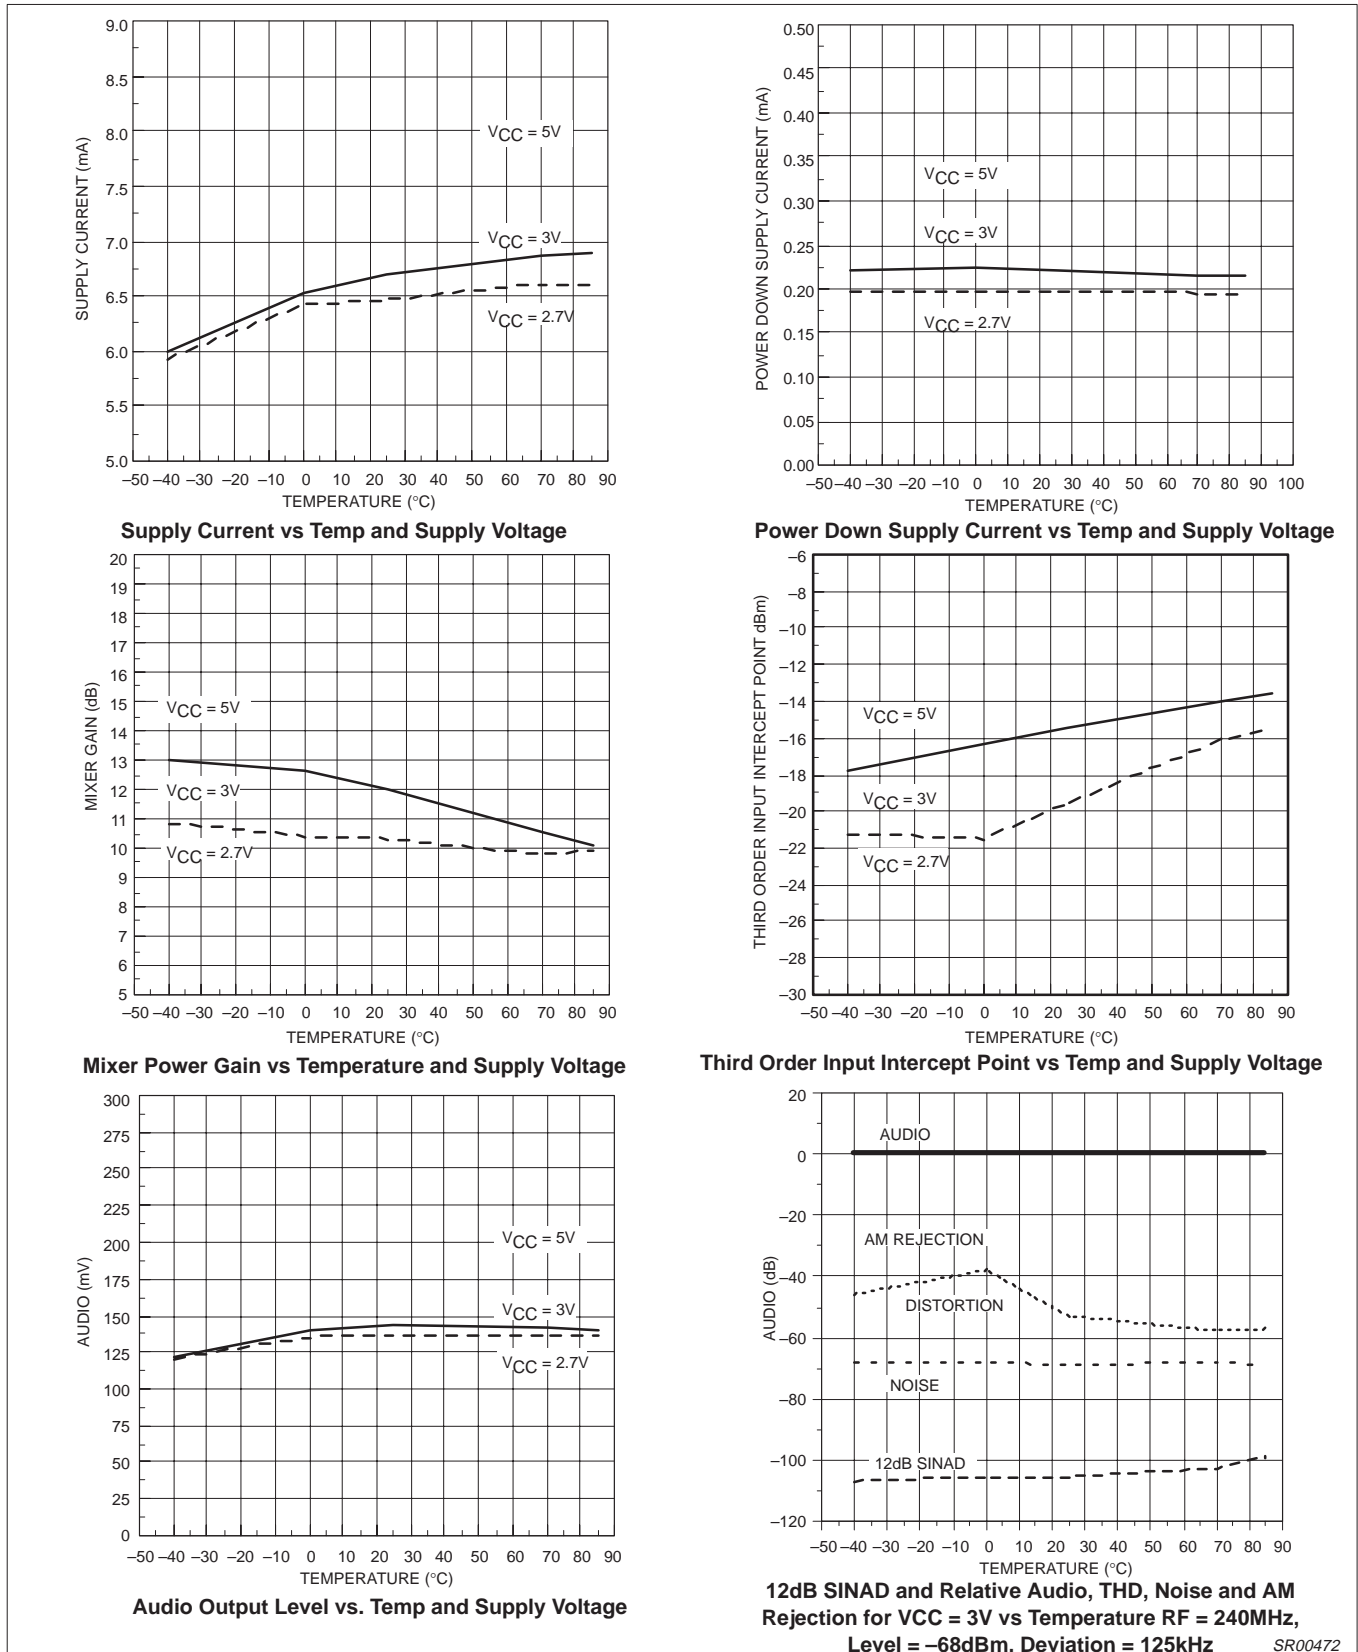 9.0
8.5
8.0
7.5
7.0
6.5
6.0
5.5
5.0
SUPPLY CURRENT (mA)
VCC = 5V
VCC = 3V
VCC = 2.7V
–50 –40 –30 –20 –10 0 10 20 30 40 50 60 70 80 90
TEMPERATURE (°C)
Supply Current vs Temp and Supply Voltage
0.50
0.45
0.40
0.35
0.30
0.25
0.20
0.15
0.10
0.05
0.00
POWER DOWN SUPPLY CURRENT (mA)
VCC = 5V
VCC = 3V
VCC = 2.7V
–50 –40 –30 –20 –10 0 10 20 30 40 50 60 70 80 90 100
TEMPERATURE (°C)
Power Down Supply Current vs Temp and Supply Voltage
20
19
18
17
16
15
14
13
12
11
10
9
8
7
6
5
MIXER GAIN (dB)
VCC = 5V
VCC = 3V
VCC = 2.7V
–50 –40 –30 –20 –10 0 10 20 30 40 50 60 70 80 90
TEMPERATURE (°C)
Mixer Power Gain vs Temperature and Supply Voltage
–6
–8
–10
–12
–14
–16
–18
–20
–22
–24
–26
–28
–30
THIRD ORDER INPUT INTERCEPT POINT dBm)
VCC = 5V
VCC = 3V
VCC = 2.7V
–50 –40 –30 –20 –10 0 10 20 30 40 50 60 70 80 90
TEMPERATURE (°C)
Third Order Input Intercept Point vs Temp and Supply Voltage
300
275
250
225
200
175
150
125
100
75
50
25
0
AUDIO (mV)
VCC = 5V
VCC = 3V
VCC = 2.7V
–50 –40 –30 –20 –10 0 10 20 30 40 50 60 70 80 90
TEMPERATURE (°C)
Audio Output Level vs. Temp and Supply Voltage
20
0
–20
–40
–60
–80
–100
–120
AUDIO (dB)
AUDIO
AM REJECTION
DISTORTION
NOISE
12dB SINAD
–50 –40 –30 –20 –10 0 10 20 30 40 50 60 70 80 90
TEMPERATURE (°C)
12dB SINAD and Relative Audio, THD, Noise and AM
Rejection for VCC = 3V vs Temperature RF = 240MHz,
Level = –68dBm, Deviation = 125kHz
SR00472